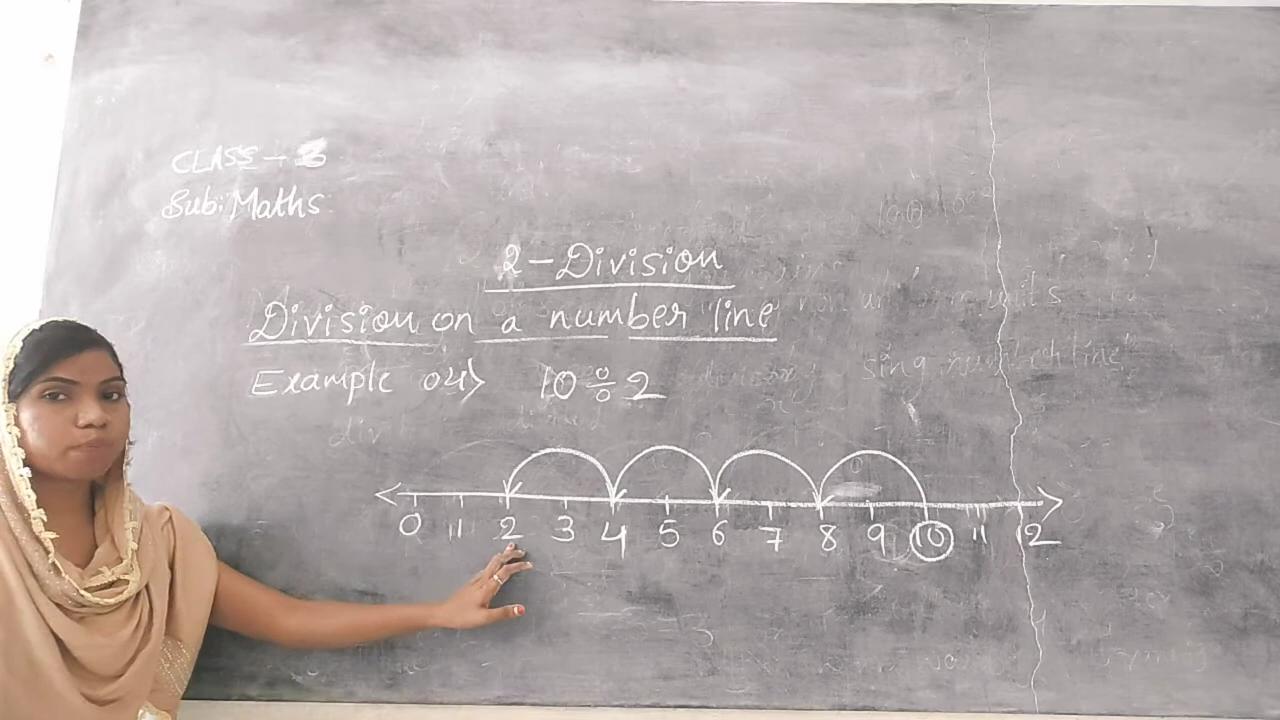 CLASS - 3
Sub: Maths
2 - Division
Division on a number line
Example 04) 10 ÷ 2
0 1 2 3 4 5 6 7 8 9 10 11 12